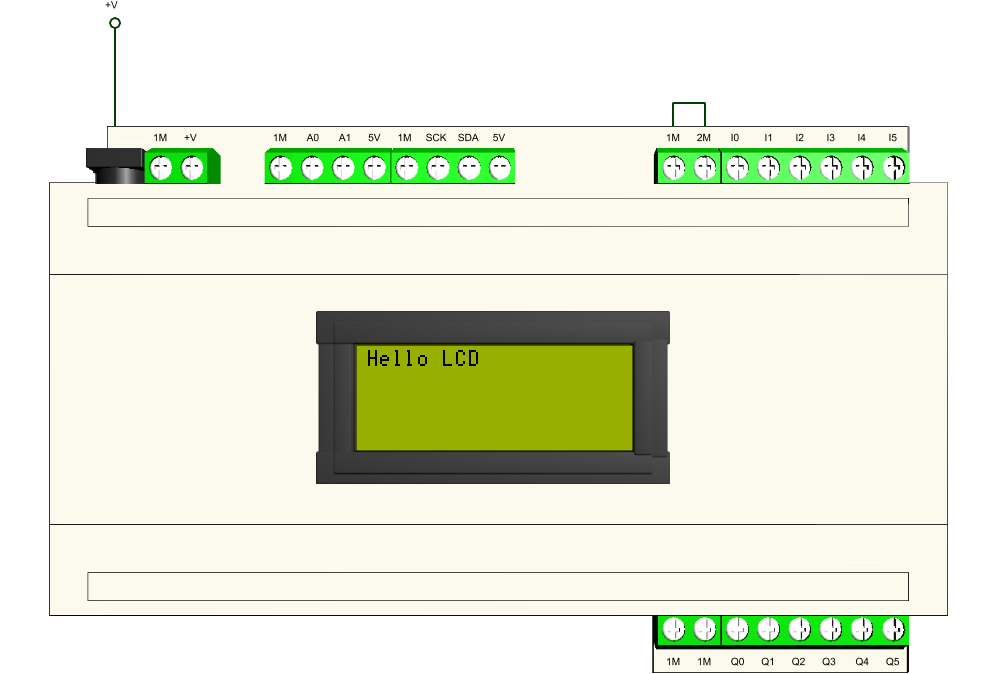 +V
1M +V 1M A0 A1 5V 1M SCK SDA 5V 1M 2M I0 I1 I2 I3 I4 I5
Hello LCD
1M 1M Q0 Q1 Q2 Q3 Q4 Q5